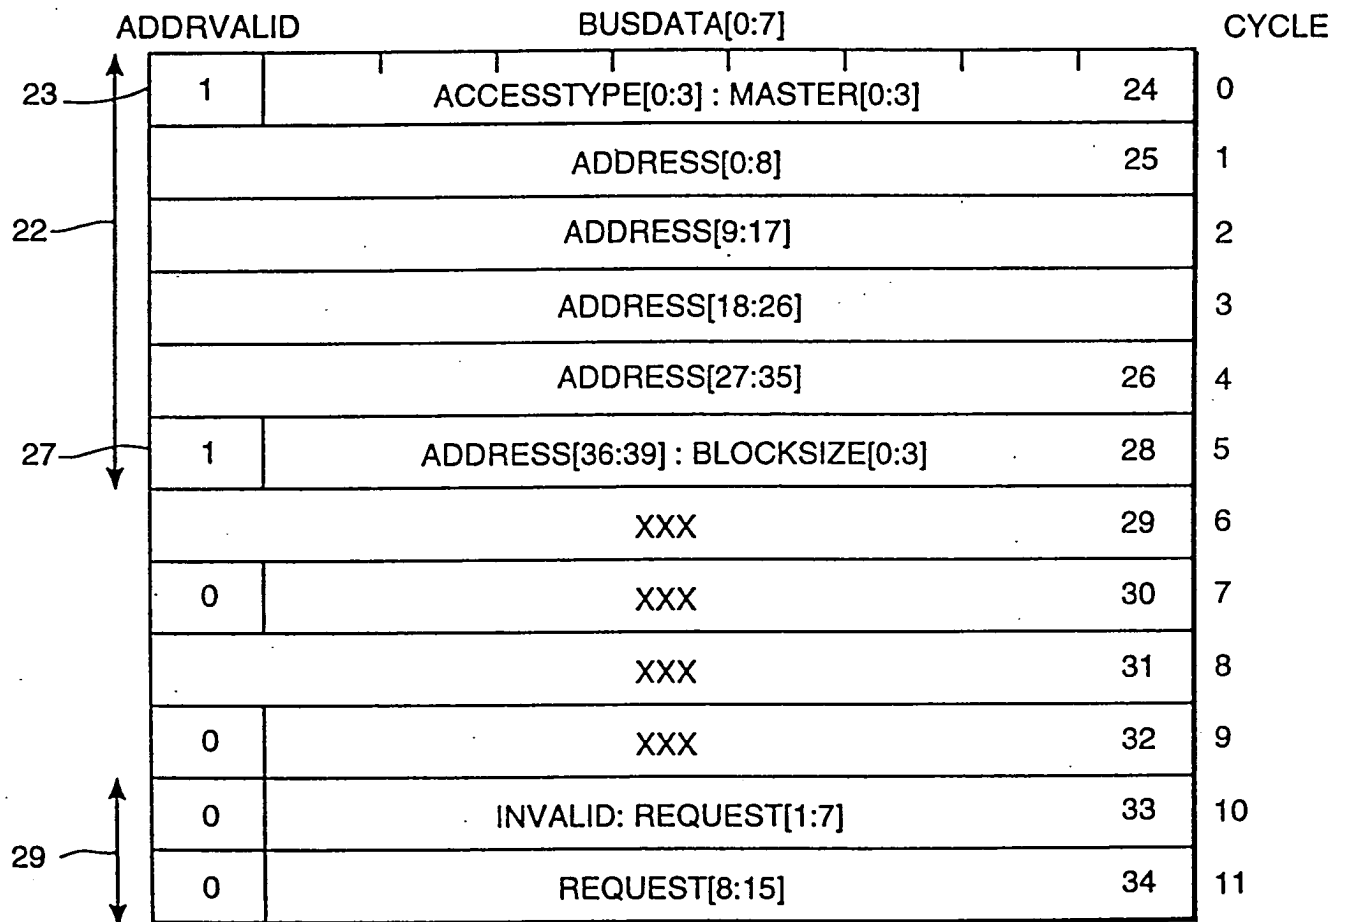 ADDRVALID BUSDATA[0:7] CYCLE
23 1 ACCESSTYPE[0:3] : MASTER[0:3] 24 0
ADDRESS[0:8] 25 1
22 ADDRESS[9:17] 2
ADDRESS[18:26] 3
ADDRESS[27:35] 26 4
27 1 ADDRESS[36:39] : BLOCKSIZE[0:3] 28 5
XXX 29 6
0 XXX 30 7
XXX 31 8
0 XXX 32 9
0 INVALID: REQUEST[1:7] 33 10
29 0 REQUEST[8:15] 34 11